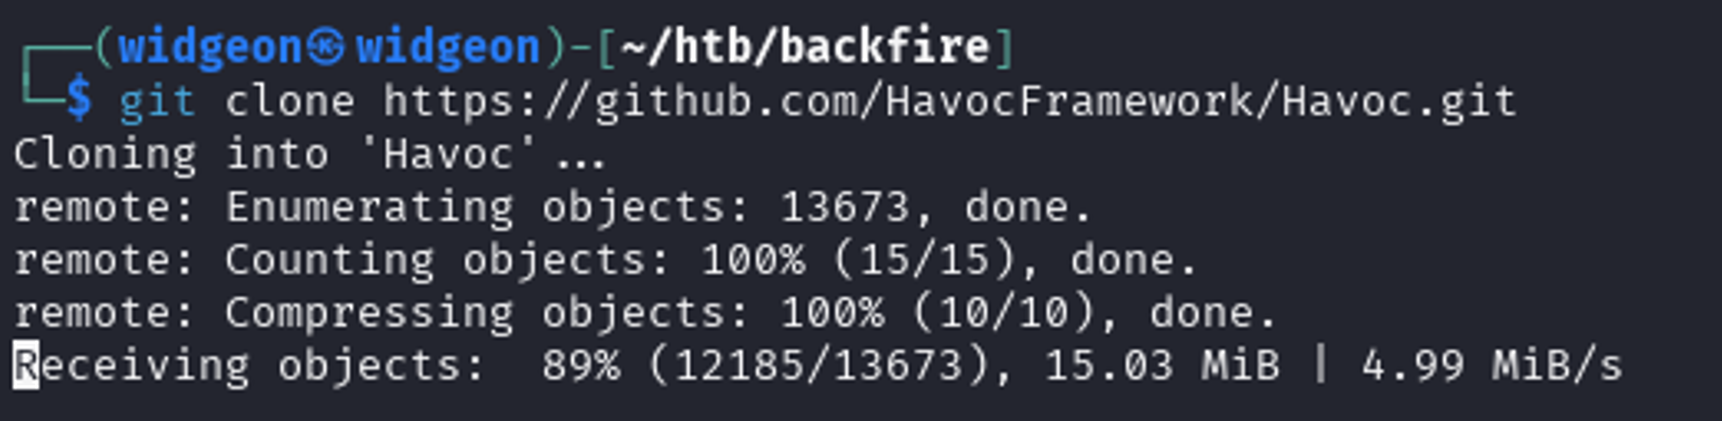 ┌──(widgeon㉿widgeon)-[~/htb/backfire]
└─$ git clone https://github.com/HavocFramework/Havoc.git
Cloning into 'Havoc'...
remote: Enumerating objects: 13673, done.
remote: Counting objects: 100% (15/15), done.
remote: Compressing objects: 100% (10/10), done.
Receiving objects:  89% (12185/13673), 15.03 MiB | 4.99 MiB/s